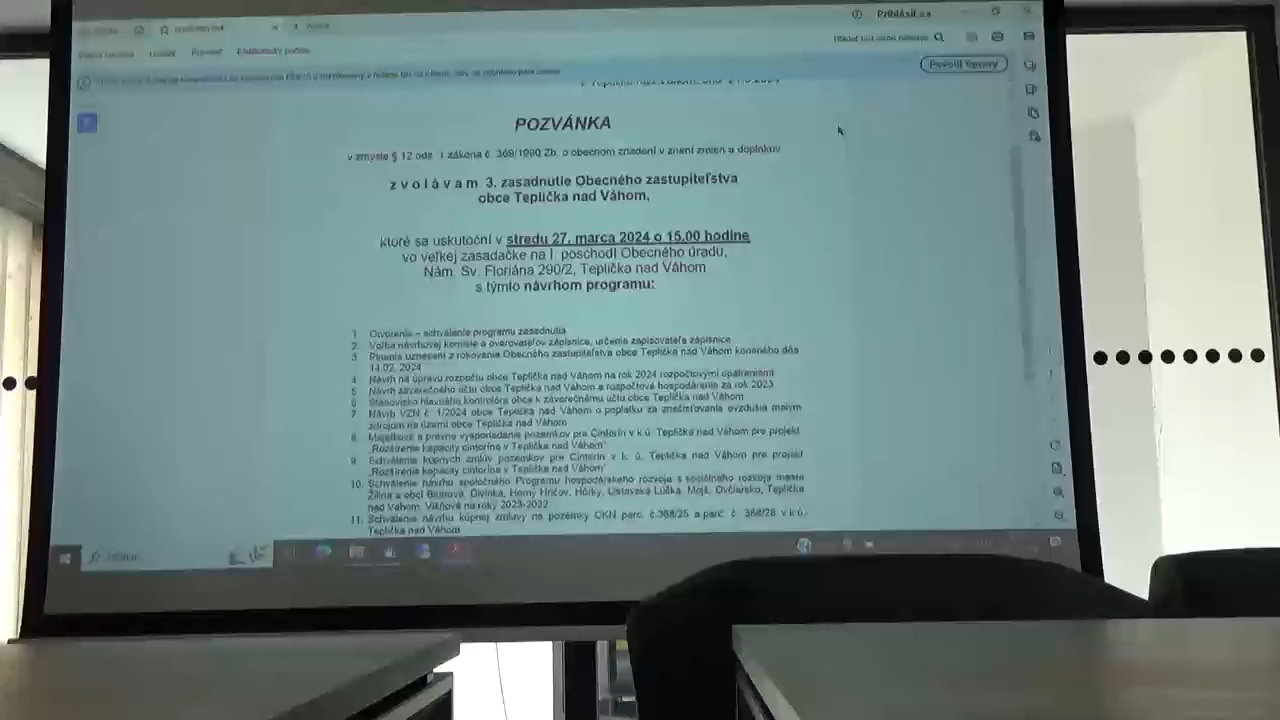 Prihlásiť sa
Povoliť úpravy
POZVÁNKA
v zmysle § 12 ods. 1 zákona č. 369/1990 Zb. o obecnom zriadení v znení zmien a doplnkov
z v o l á v a m 3. zasadnutie Obecného zastupiteľstva
obce Teplička nad Váhom,
ktoré sa uskutoční v stredu 27. marca 2024 o 15.00 hodine
vo veľkej zasadačke na I. poschodí Obecného úradu,
Nám. Sv. Floriána 290/2, Teplička nad Váhom
s týmto návrhom programu:
1. Otvorenie – schválenie programu zasadnutia
2. Voľba návrhovej komisie a overovateľov zápisnice, určenie zapisovateľa zápisnice
3. Plnenie uznesení z rokovania Obecného zastupiteľstva obce Teplička nad Váhom konaného dňa
14.02. 2024
4. Návrh na úpravu rozpočtu obce Teplička nad Váhom na rok 2024 rozpočtovými opatreniami
5. Návrh záverečného účtu obce Teplička nad Váhom a rozpočtové hospodárenie za rok 2023
6. Stanovisko hlavného kontrolóra obce k záverečnému účtu obce Teplička nad Váhom
7. Návrh VZN č. 1/2024 obce Teplička nad Váhom o poplatku za znečisťovanie ovzdušia malým
zdrojom na území obce Teplička nad Váhom
8. Majetkové a právne vysporiadanie pozemkov pre Cintorín v k.ú. Teplička nad Váhom pre projekt
„Rozšírenie kapacity cintorína v Teplička nad Váhom"
9. Schválenie kúpnych zmlúv pozemkov pre Cintorín v k. ú. Teplička nad Váhom pre projekt
„Rozšírenie kapacity cintorína v Teplička nad Váhom"
10. Schválenie návrhu spoločného Programu hospodárskeho rozvoja a sociálneho rozvoja mesta
Žilina a obcí Bitarová, Divinka, Horný Hričov, Hôrky, Lietavská Lúčka, Mojš, Ovčiarsko, Teplička
nad Váhom, Višňové na roky 2023-2022
11. Schválenie návrhu kúpnej zmluvy na pozemky CKN parc. č.368/25 a parc. č. 368/28 v k.ú.
Teplička nad Váhom